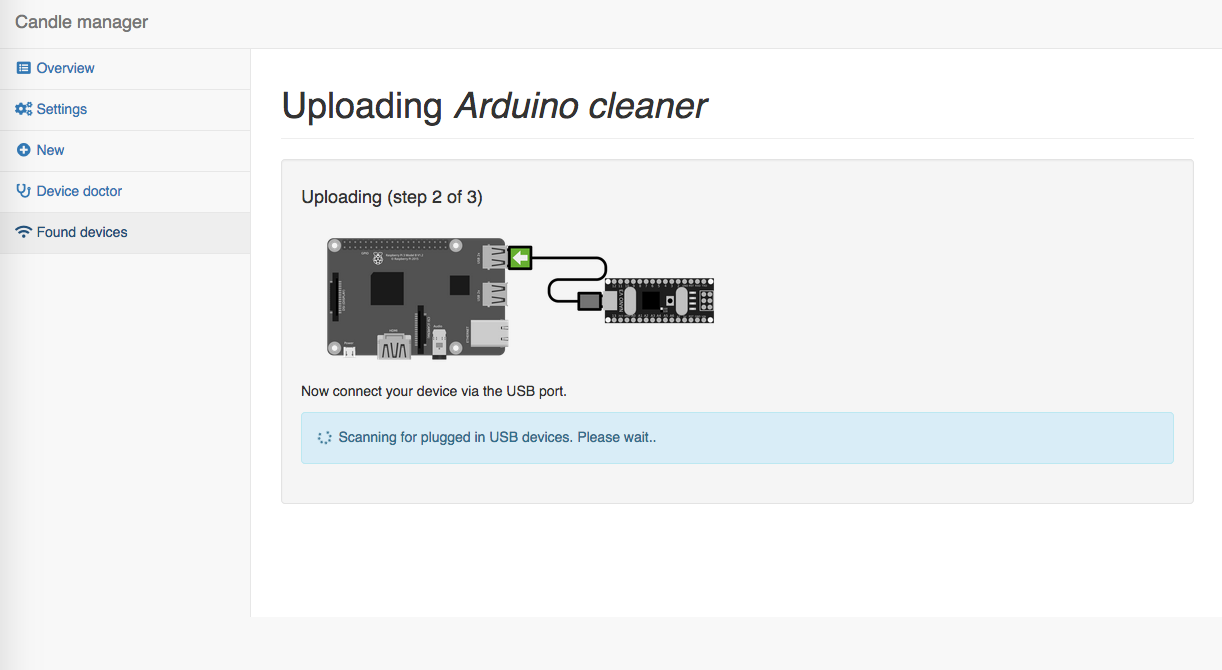 Candle manager
Overview
Settings
New
Device doctor
Found devices
Uploading Arduino cleaner
Uploading (step 2 of 3)
Now connect your device via the USB port.
Scanning for plugged in USB devices. Please wait..